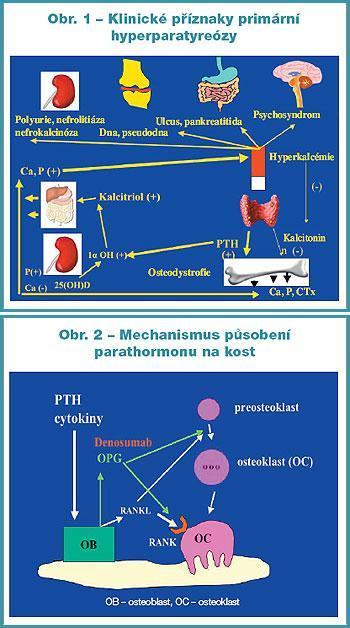 Obr. 1 – Klinické příznaky primární
hyperparatyreózy
Polyurie, nefrolitiáza
nefrokalcinóza
Dna, pseudodna
Ulcus, pankreatitida
Psychosyndrom
Hyperkalcémie
Ca, P (+)
(-)
Kalcitriol (+)
Kalcitonin
n (-)
PTH
(+)
1α OH (+)
P(+)
Ca (-)
25(OH)D
Osteodystrofie
Ca, P, CTx
Obr. 2 – Mechanismus působení
parathormonu na kost
PTH
cytokiny
preosteoklast
Denosumab
OPG
osteoklast (OC)
RANKL
OB
RANK
OC
OB – osteoblast, OC – osteoklast